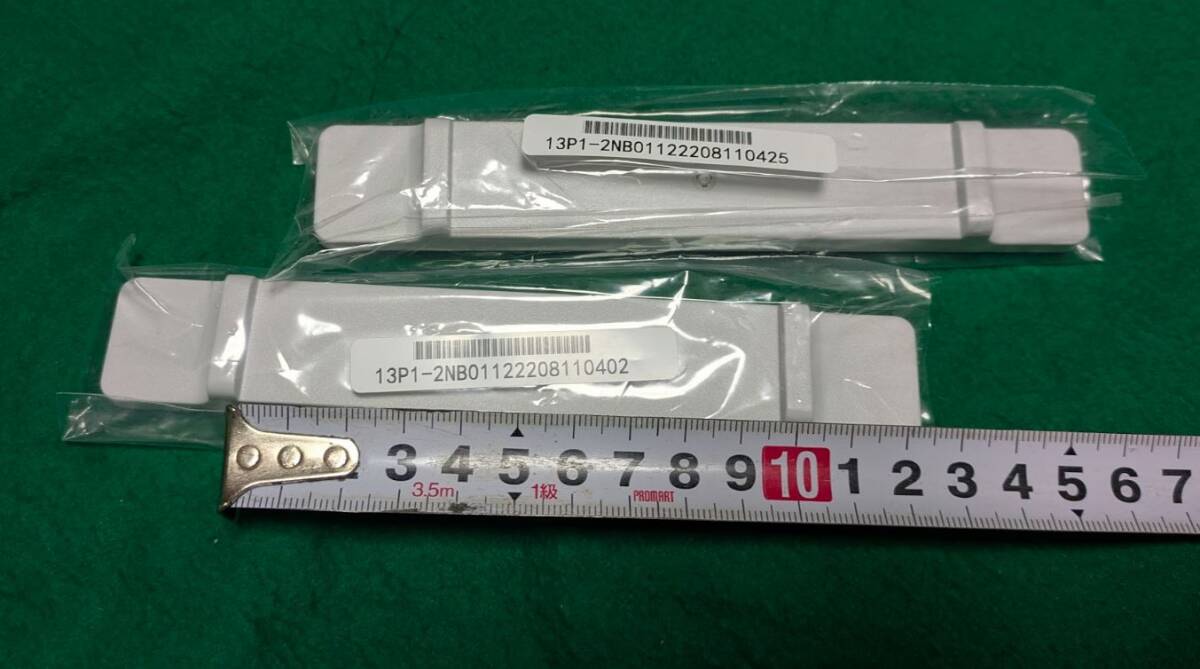 13P1-2NB01122208110425
13P1-2NB01122208110402
3 4 5 6 7 8 9 10 1 2 3 4 5 6 7
3.5m 1級 PROMART